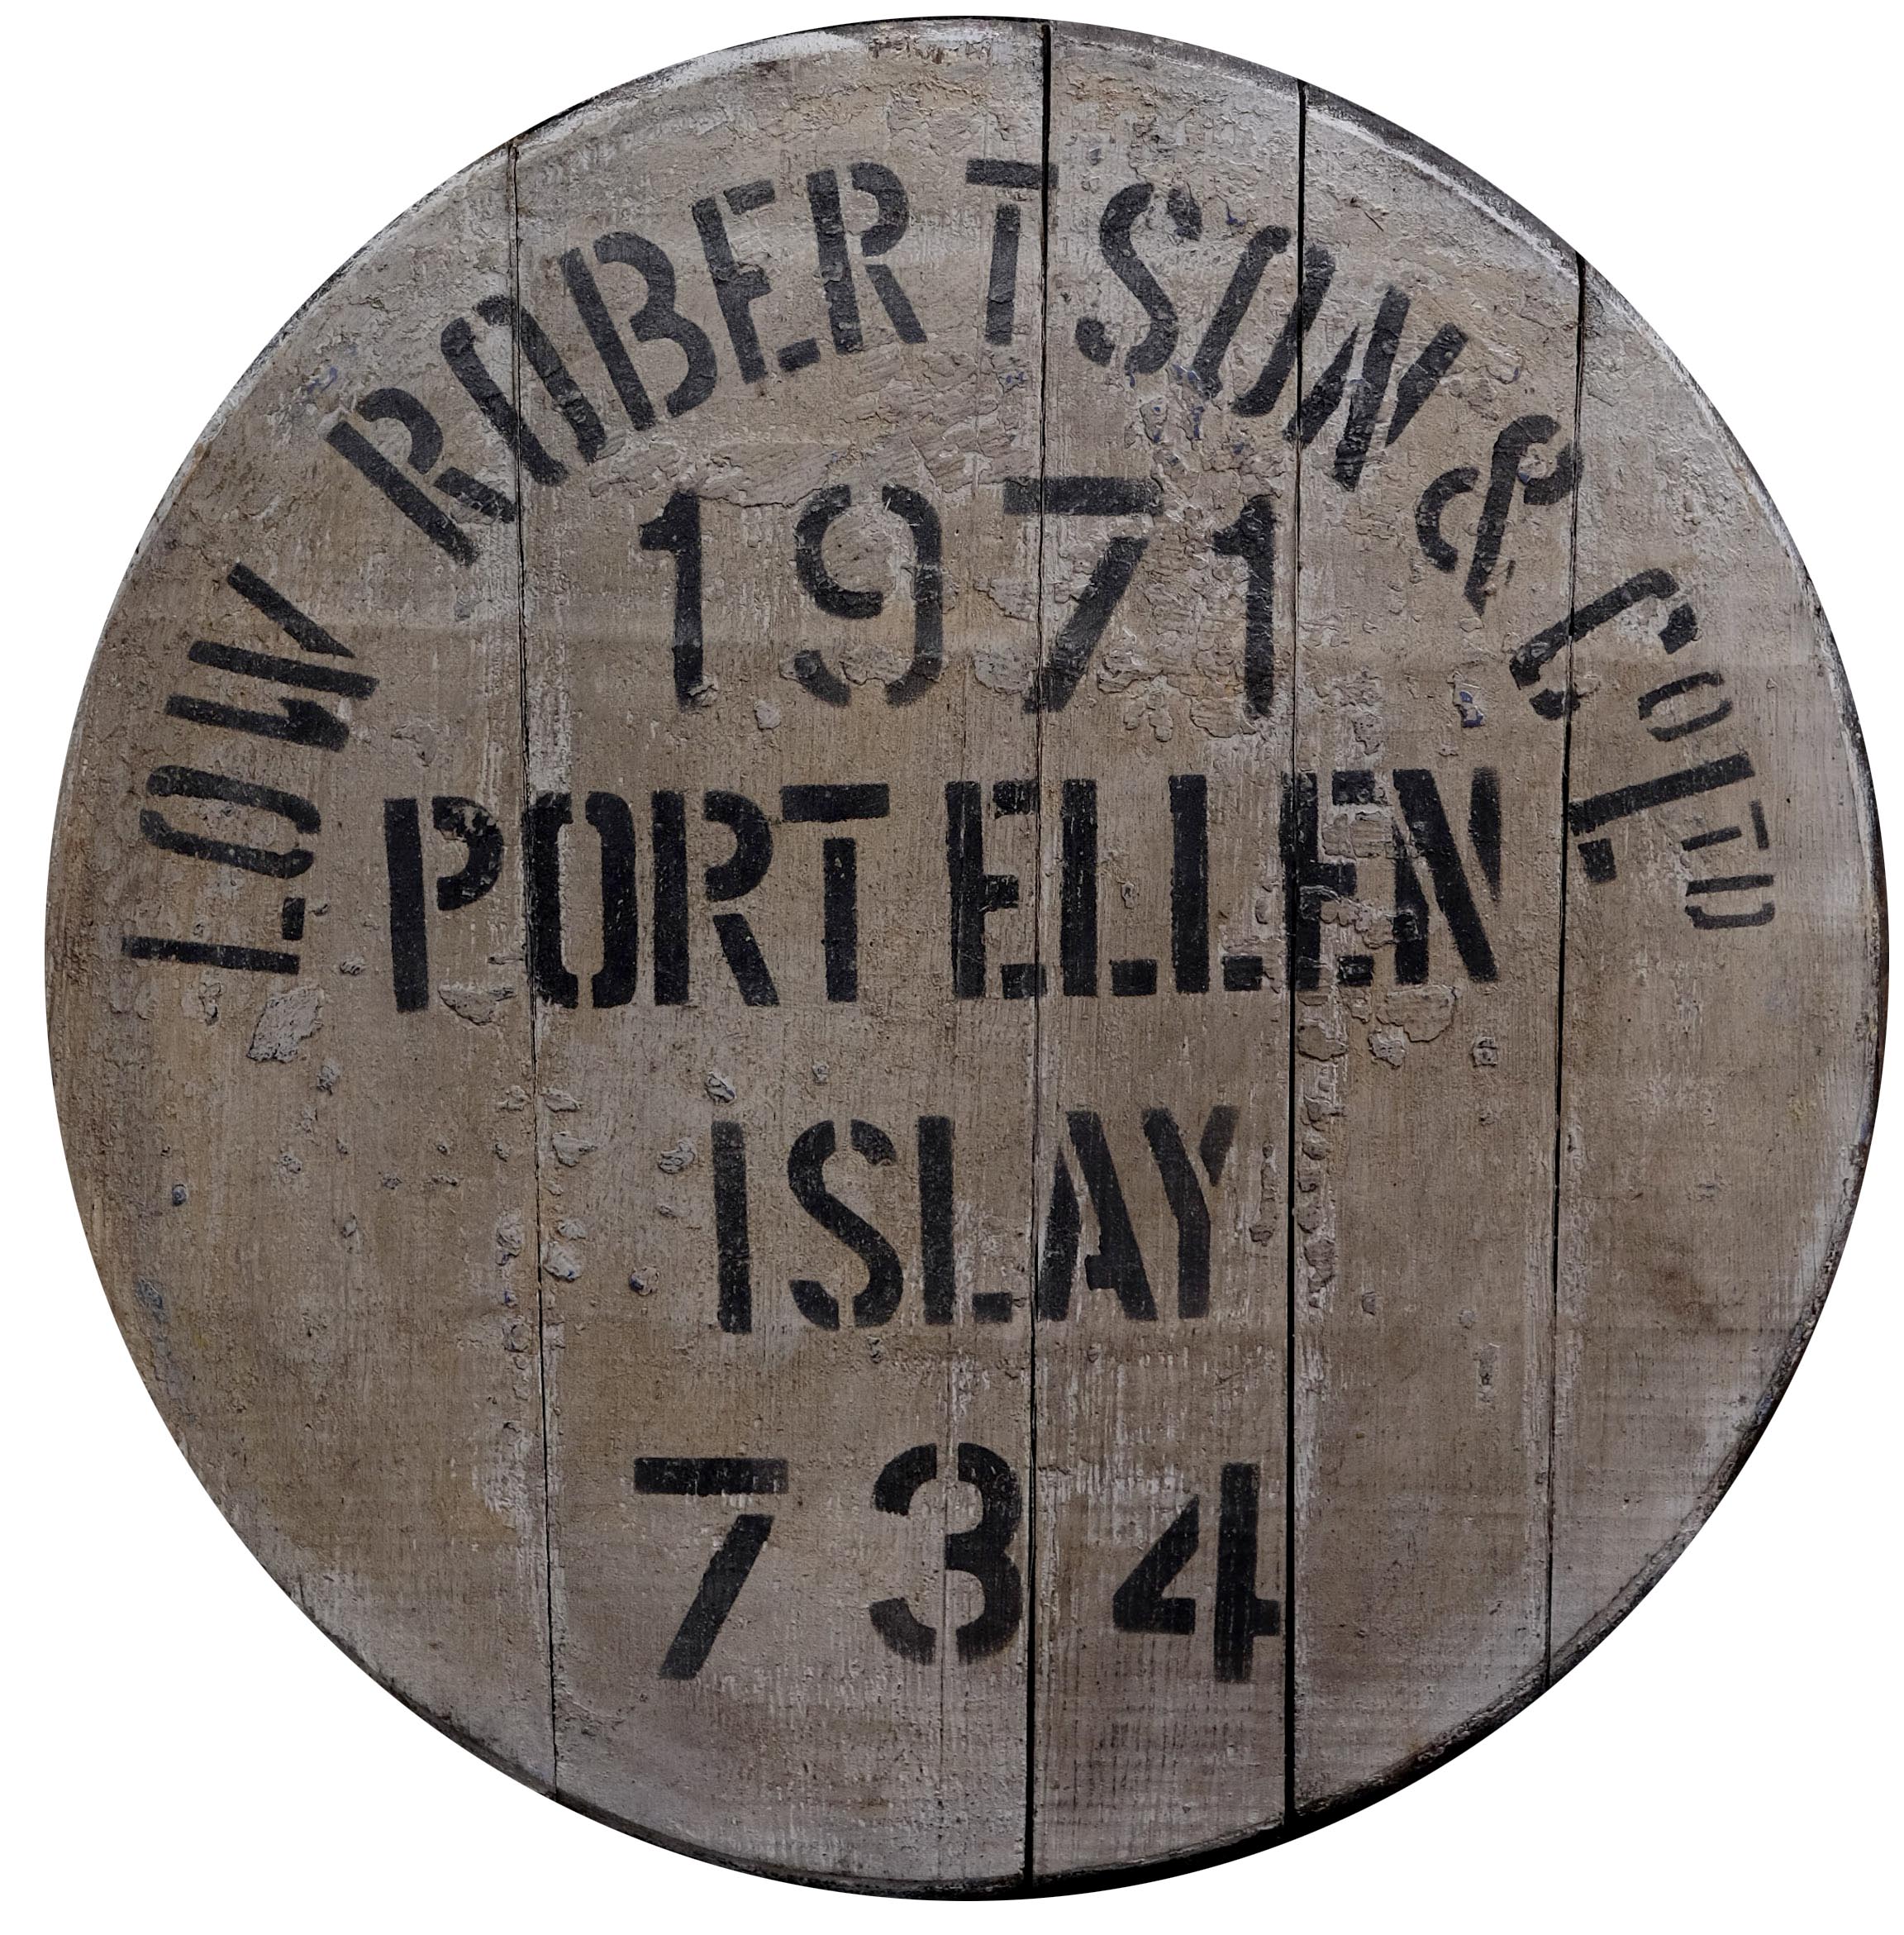 LOW ROBERTSON & Co LTD
1971
PORT ELLEN
ISLAY
734